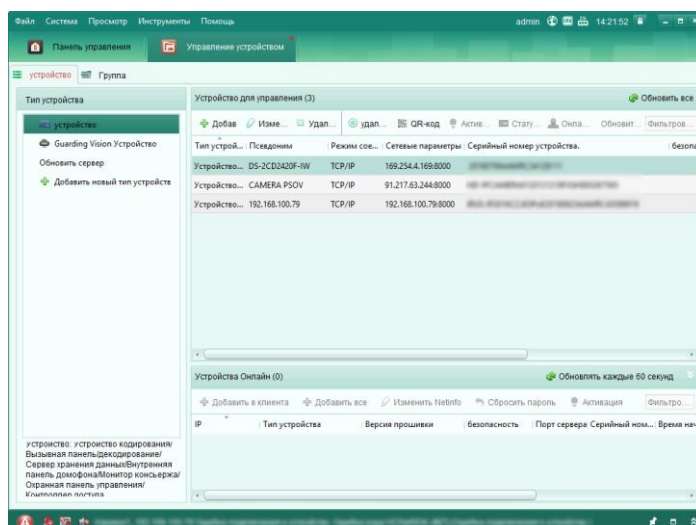 Файл Система Просмотр Инструменты Помощь admin 14:21:52
Панель управления Управление устройством
устройство Группа
Тип устройства
устройство
Guarding Vision Устройство
Обновить сервер
Добавить новый тип устройств
Устройство для управления (3) Обновить все
Добав Изме... Удал... удал... QR-код Актив... Стату... Онла... Обновит... Фильтров...
Тип устрой... Псевдоним Режим сое... Сетевые параметры Серийный номер устройства. безопа
Устройство... DS-2CD2420F-IW TCP/IP 169.254.4.169:8000
Устройство... CAMERA PSOV TCP/IP 91.217.63.244:8000
Устройство... 192.168.100.79 TCP/IP 192.168.100.79:8000
Устройства Онлайн (0) Обновлять каждые 60 секунд
Добавить в клиента Добавить все Изменить Netinfo Сбросить пароль Активация Фильтро...
IP Тип устройства Версия прошивки безопасность Порт сервера Серийный ном... Время нач
Устройство: Устройство кодирования/
Вызывная панель/декодирование/
Сервер хранения данных/Внутренняя
панель домофона/Монитор консьержа/
Охранная панель управления/
Контроллер доступа